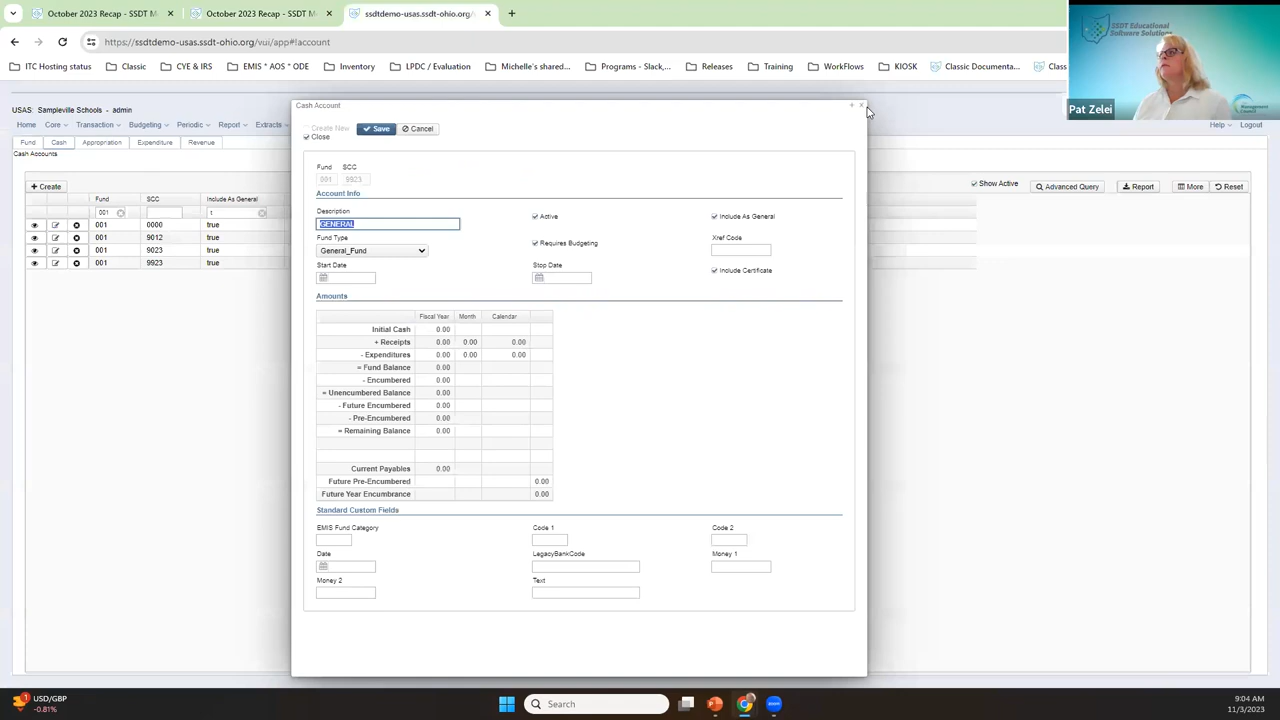 October 2023 Recap - SSDT M
October 2023 Recap - SSDT M
ssdtdemo-usas.ssdt-ohio.org/
https://ssdtdemo-usas.ssdt-ohio.org/vui/app#!account
ITC Hosting status
Classic
CYE & IRS
EMIS * AOS * ODE
Inventory
LPDC / Evaluation
Michelle's shared...
Programs - Slack,...
Releases
Training
WorkFlows
KIOSK
Classic Documenta...
SSDT Educational
Software Solutions
Management
Council
Pat Zelei
USAS: Sampleville Schools - admin
Home
Core
Transaction
Budgeting
Periodic
Report
Extracts
Help
Logout
Fund
Cash
Appropriation
Expenditure
Revenue
Cash Accounts
Create
Show Active
Advanced Query
Report
More
Reset
Fund
SCC
Include As General
001
t
001 0000 true
001 9012 true
001 9023 true
001 9923 true
Cash Account
Create New
Save
Cancel
Close
Fund
SCC
001
9923
Account Info
Description
GENERAL
Active
Include As General
Fund Type
General_Fund
Requires Budgeting
Xref Code
Start Date
Stop Date
Include Certificate
Amounts
Fiscal Year Month Calendar
Initial Cash 0.00
+ Receipts 0.00 0.00 0.00
- Expenditures 0.00 0.00 0.00
= Fund Balance 0.00
- Encumbered 0.00
= Unencumbered Balance 0.00
- Future Encumbered 0.00
- Pre-Encumbered 0.00
= Remaining Balance 0.00
Current Payables 0.00
Future Pre-Encumbered 0.00
Future Year Encumbrance 0.00
Standard Custom Fields
EMIS Fund Category
Code 1
Code 2
Date
LegacyBankCode
Money 1
Money 2
Text
1
USD/GBP
-0.81%
Search
9:04 AM
11/3/2023